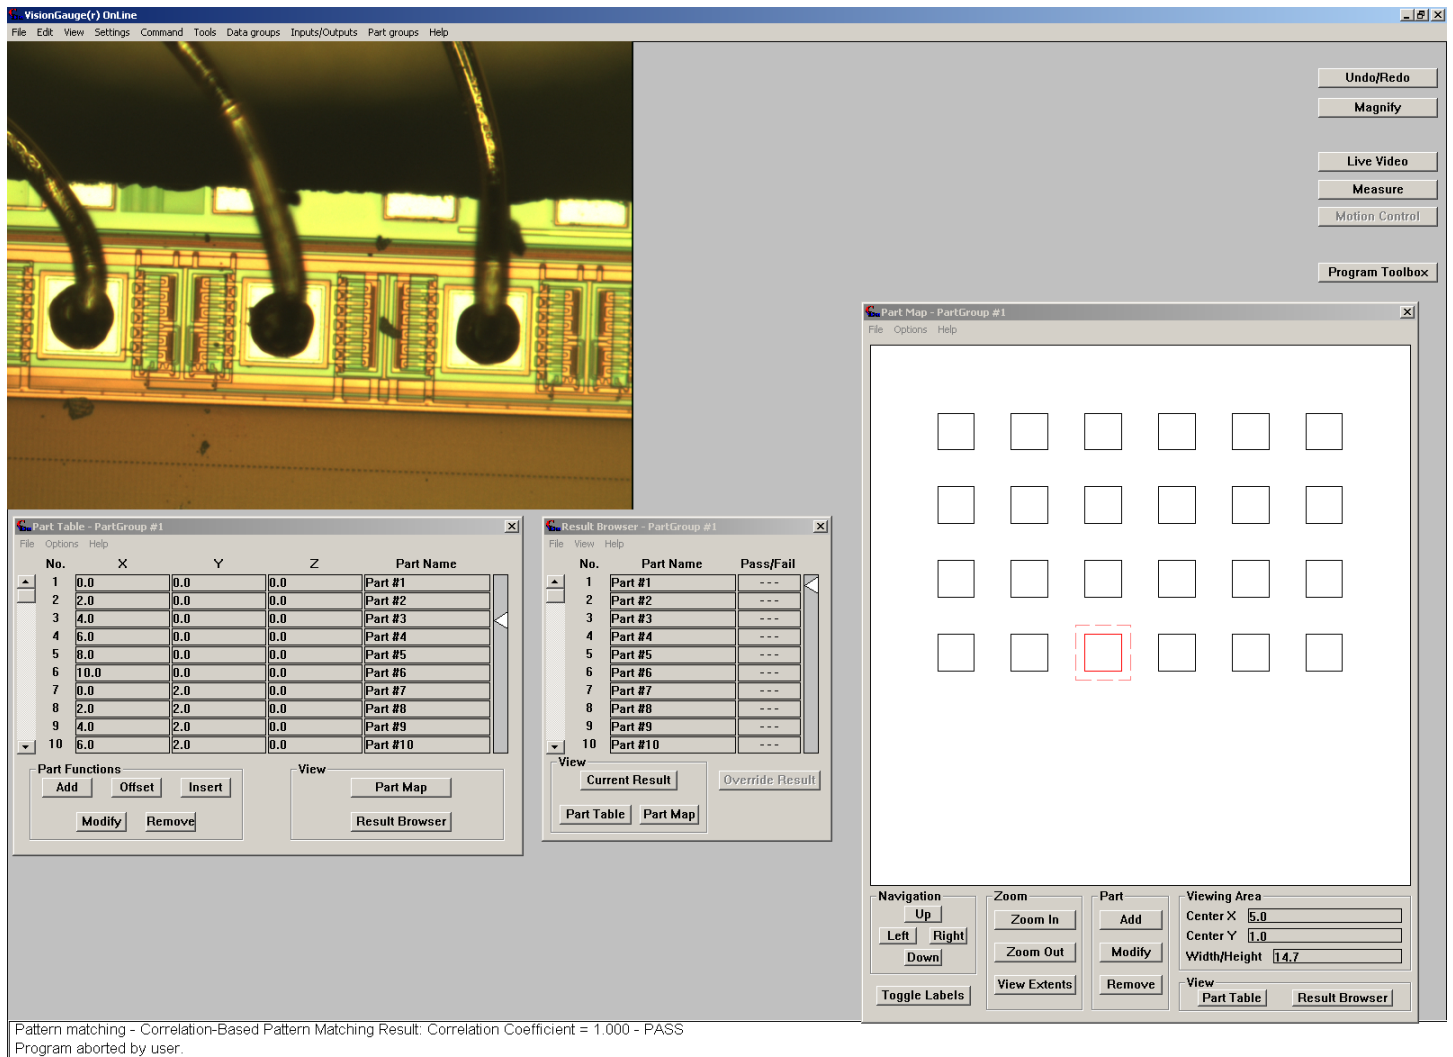 VisionGauge(r) OnLine
File Edit View Settings Command Tools Data groups Inputs/Outputs Part groups Help
Undo/Redo
Magnify
Live Video
Measure
Motion Control
Program Toolbox
Part Map - PartGroup #1
File Options Help
Part Table - PartGroup #1
File Options Help
No. X Y Z Part Name
1 0.0 0.0 0.0 Part #1
2 2.0 0.0 0.0 Part #2
3 4.0 0.0 0.0 Part #3
4 6.0 0.0 0.0 Part #4
5 8.0 0.0 0.0 Part #5
6 10.0 0.0 0.0 Part #6
7 0.0 2.0 0.0 Part #7
8 2.0 2.0 0.0 Part #8
9 4.0 2.0 0.0 Part #9
10 6.0 2.0 0.0 Part #10
Part Functions
Add Offset Insert
Modify Remove
View
Part Map
Result Browser
Result Browser - PartGroup #1
File View Help
No. Part Name Pass/Fail
1 Part #1 ---
2 Part #2 ---
3 Part #3 ---
4 Part #4 ---
5 Part #5 ---
6 Part #6 ---
7 Part #7 ---
8 Part #8 ---
9 Part #9 ---
10 Part #10 ---
View
Current Result
Part Table Part Map
Override Result
Navigation
Up
Left Right
Down
Toggle Labels
Zoom
Zoom In
Zoom Out
View Extents
Part
Add
Modify
Remove
Viewing Area
Center X 5.0
Center Y 1.0
Width/Height 14.7
View
Part Table Result Browser
Pattern matching - Correlation-Based Pattern Matching Result: Correlation Coefficient = 1.000 - PASS
Program aborted by user.